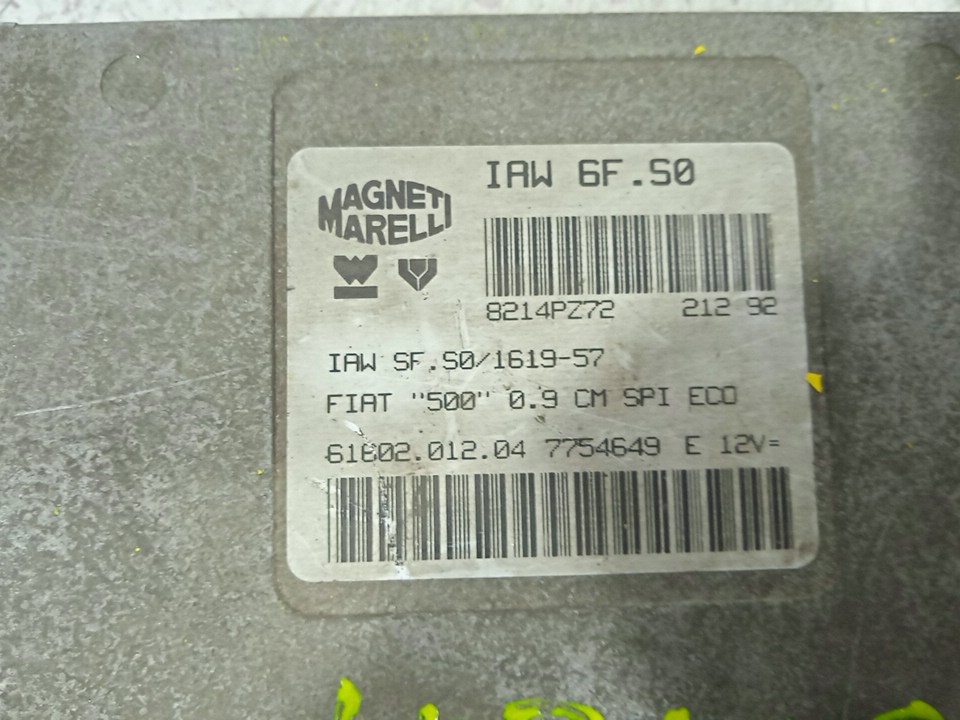 MAGNETI
MARELLI
IAW 6F.S0
8214PZ72 212 92
IAW SF.S0/1619-57
FIAT "500" 0.9 CM SPI ECO
61602.012.04 7754649 E 12V=